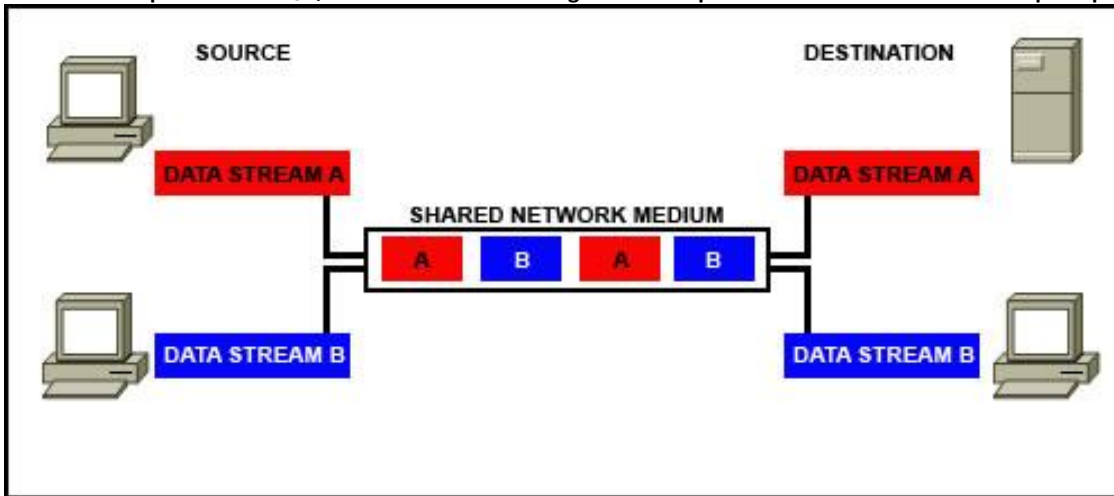 SOURCE
DESTINATION
DATA STREAM A
DATA STREAM A
SHARED NETWORK MEDIUM
A B A B
DATA STREAM B
DATA STREAM B